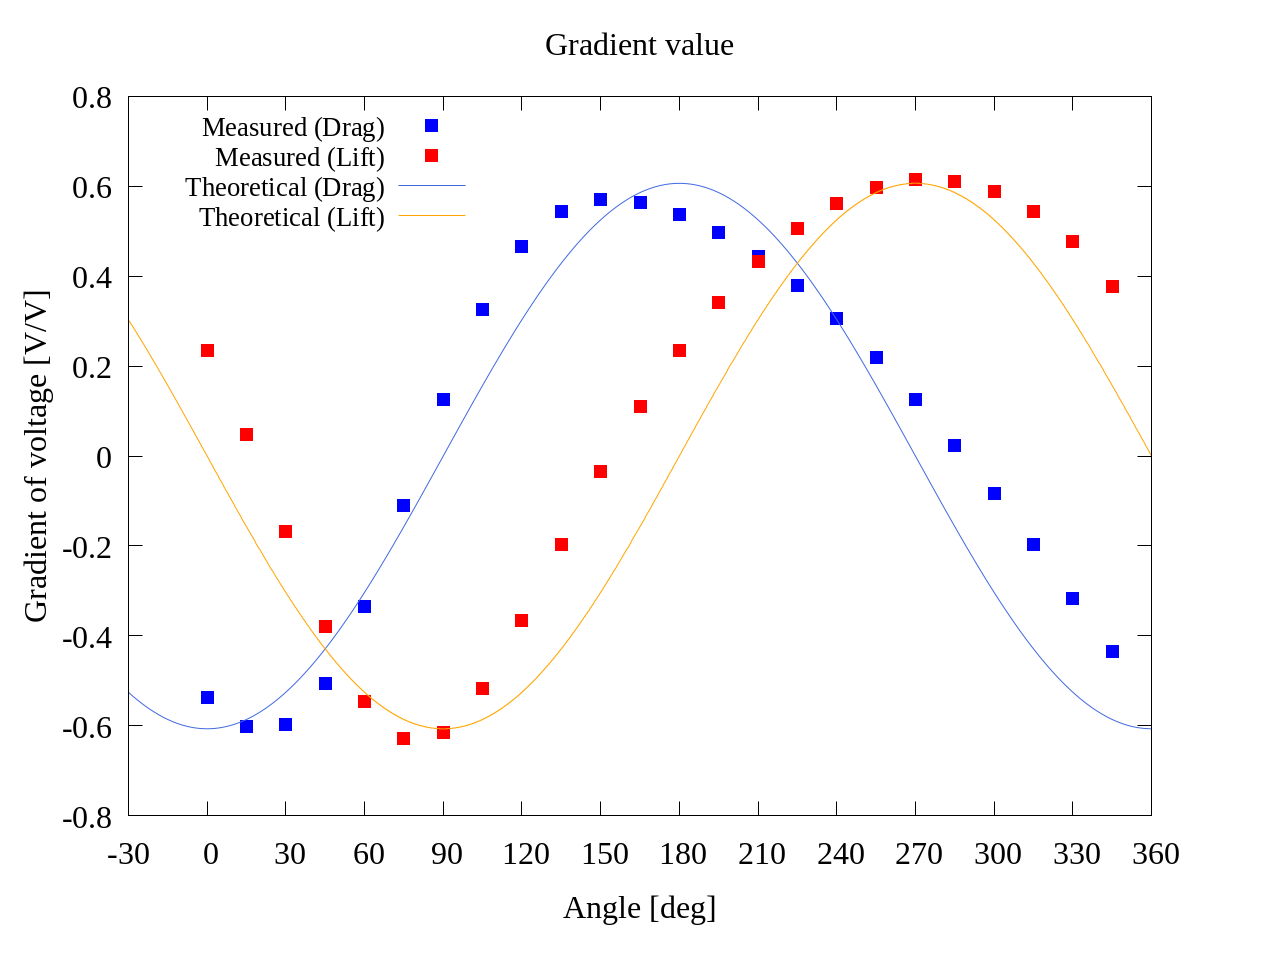 Gradient value
0.8
0.6
0.4
0.2
0
-0.2
-0.4
-0.6
-0.8
Gradient of voltage [V/V]
Measured (Drag)
Measured (Lift)
Theoretical (Drag)
Theoretical (Lift)
-30 0 30 60 90 120 150 180 210 240 270 300 330 360
Angle [deg]